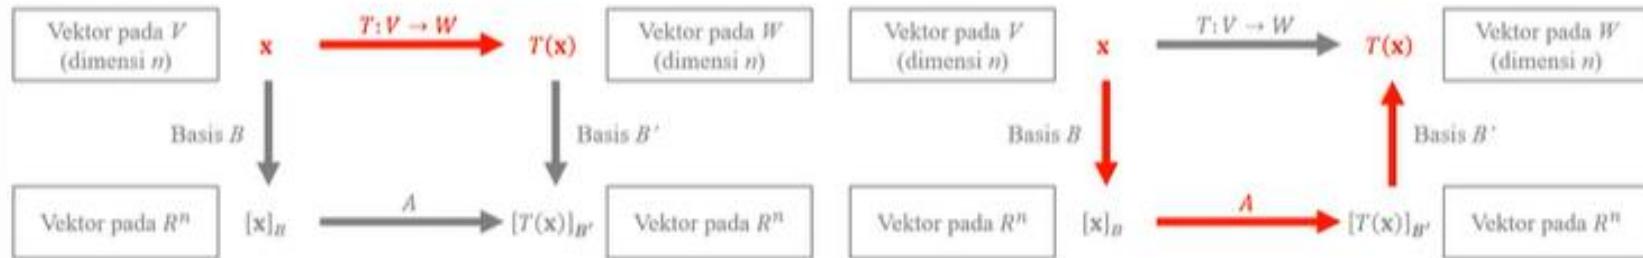 Vektor pada V
(dimensi n)
x
T: V → W
T(x)
Vektor pada W
(dimensi n)
Basis B
Basis B'
Vektor pada Rⁿ
[x]_B
A
[T(x)]_B'
Vektor pada Rⁿ
Vektor pada V
(dimensi n)
x
T: V → W
T(x)
Vektor pada W
(dimensi n)
Basis B
Basis B'
Vektor pada Rⁿ
[x]_B
A
[T(x)]_B'
Vektor pada Rⁿ